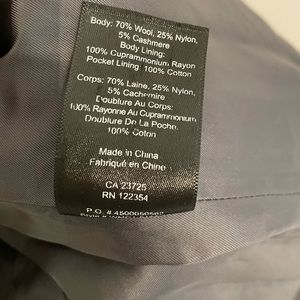 Body: 70% Wool, 25% Nylon,
5% Cashmere
Body Lining:
100% Cuprammonium Rayon
Pocket Lining: 100% Cotton
Corps: 70% Laine, 25% Nylon,
5% Cachemire
Doublure Au Corps:
100% Rayonne Au Cuprammonium
Doublure De La Poche:
100% Coton
Made in China
Fabriqué en Chine
CA 23725
RN 122354
P.O. # 4500050562